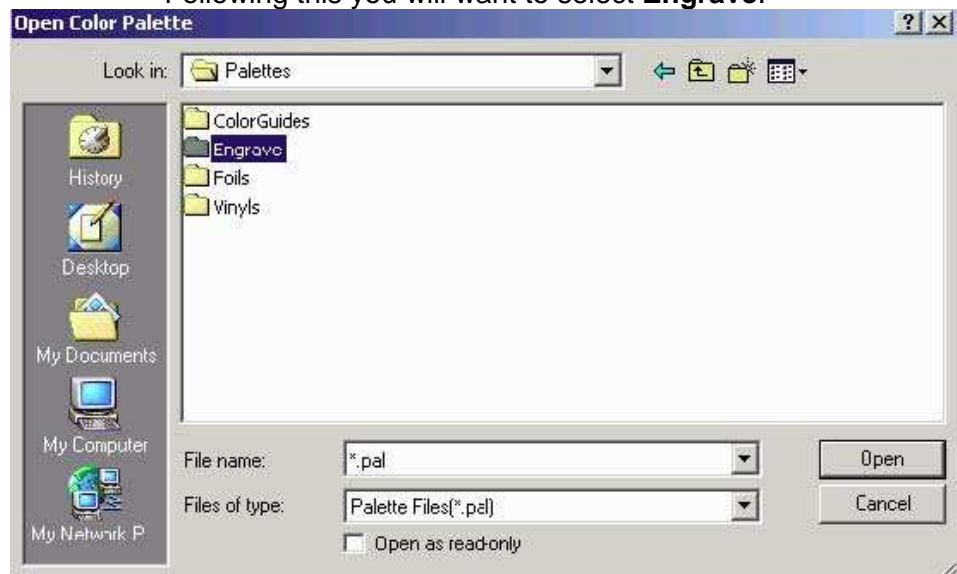 Following this you will want to select Engrave.
Open Color Palette
Look in: Palettes
ColorGuides
Engrave
Foils
Vinyls
History
Desktop
My Documents
My Computer
My Network P
File name: *.pal
Open
Files of type: Palette Files(*.pal)
Cancel
Open as read-only